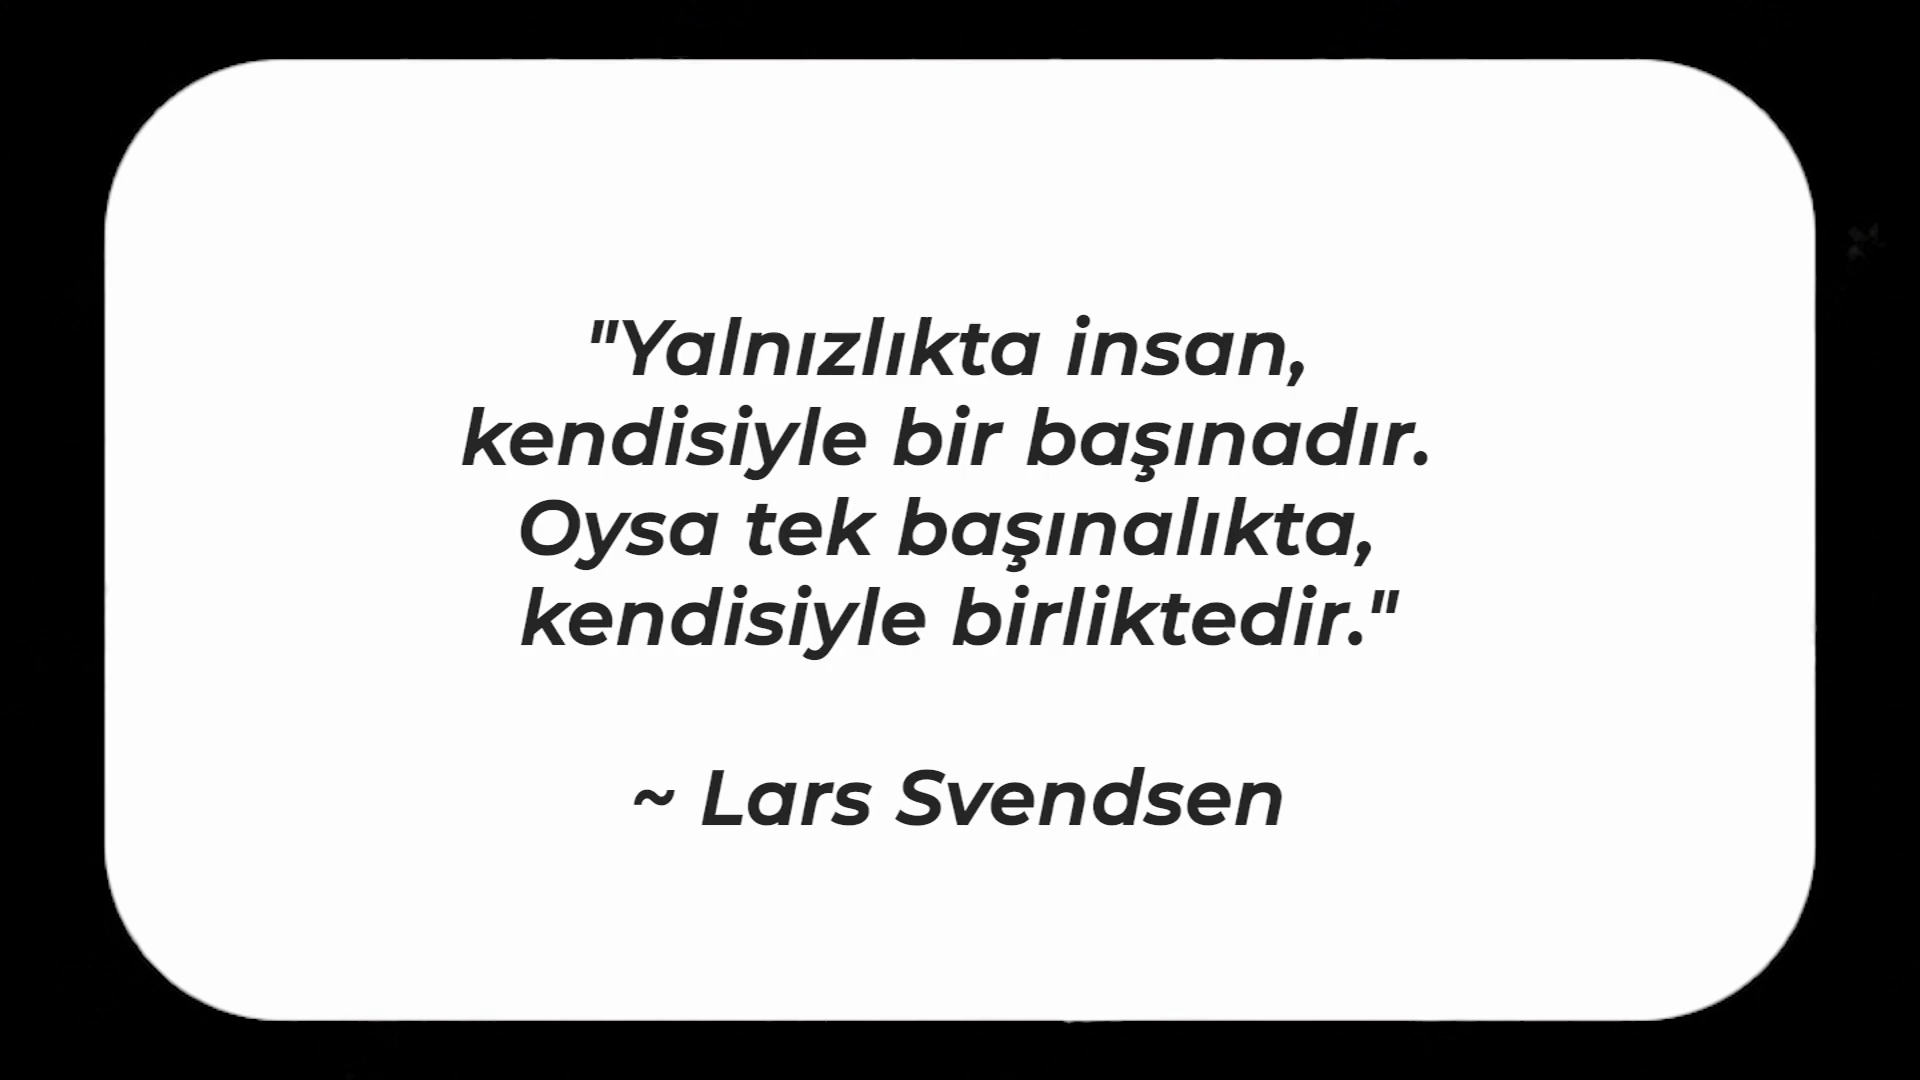 "Yalnızlıkta insan,
kendisiyle bir başınadır.
Oysa tek başınalıkta,
kendisiyle birliktedir."
~ Lars Svendsen